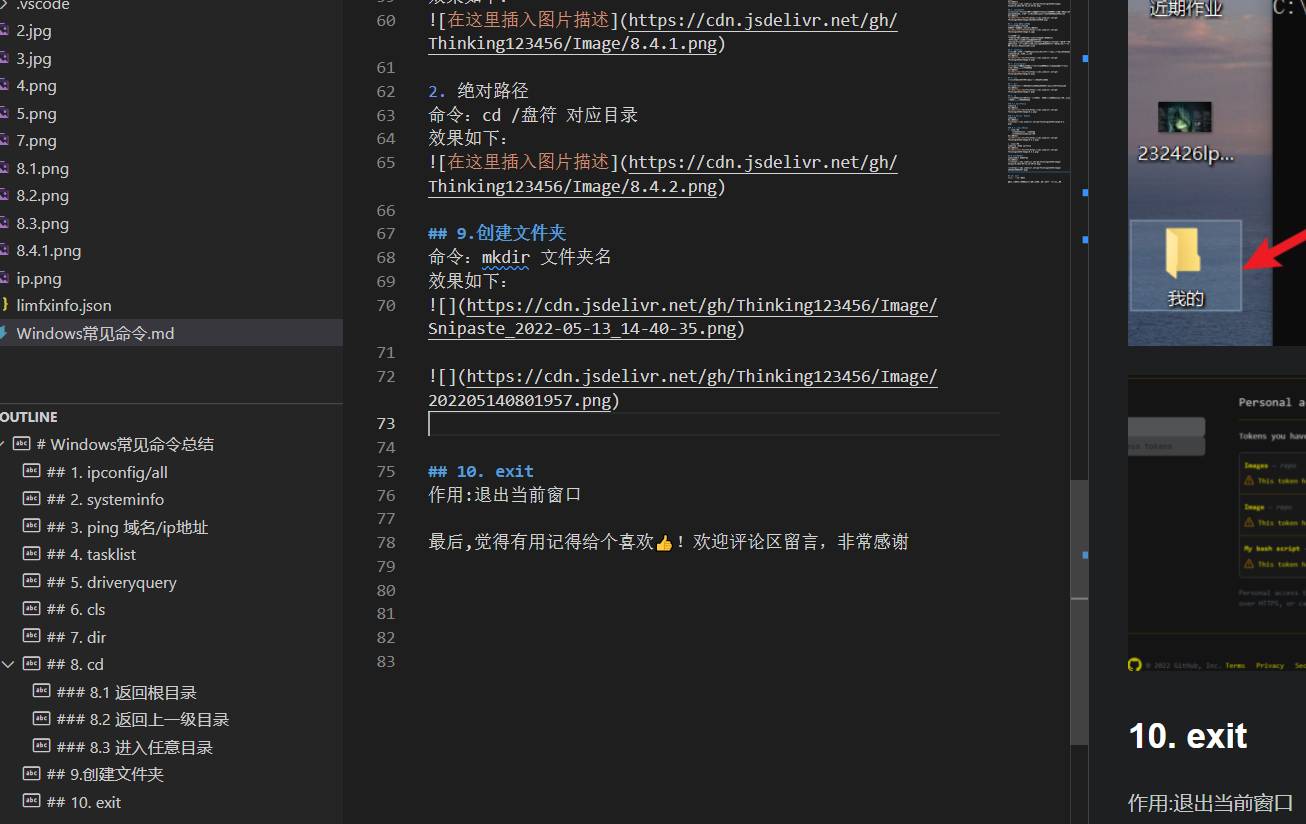 .vscode
2.jpg
3.jpg
4.png
5.png
7.png
8.1.png
8.2.png
8.3.png
8.4.1.png
ip.png
limfxinfo.json
Windows常见命令.md
OUTLINE
# Windows常见命令总结
## 1. ipconfig/all
## 2. systeminfo
## 3. ping 域名/ip地址
## 4. tasklist
## 5. driveryquery
## 6. cls
## 7. dir
## 8. cd
### 8.1 返回根目录
### 8.2 返回上一级目录
### 8.3 进入任意目录
## 9.创建文件夹
## 10. exit
60 ![在这里插入图片描述](https://cdn.jsdelivr.net/gh/
Thinking123456/Image/8.4.1.png)
61
62 2. 绝对路径
63 命令：cd /盘符 对应目录
64 效果如下：
65 ![在这里插入图片描述](https://cdn.jsdelivr.net/gh/
Thinking123456/Image/8.4.2.png)
66
67 ## 9.创建文件夹
68 命令：mkdir 文件夹名
69 效果如下：
70 ![](https://cdn.jsdelivr.net/gh/Thinking123456/Image/
Snipaste_2022-05-13_14-40-35.png)
71
72 ![](https://cdn.jsdelivr.net/gh/Thinking123456/Image/
202205140801957.png)
73
74
75 ## 10. exit
76 作用:退出当前窗口
77
78 最后,觉得有用记得给个喜欢👍！欢迎评论区留言，非常感谢
79
80
81
82
83
近期作业
C:\
232426lp...
我的
Personal a
Tokens you have
Images — repo
This token h
Image — repo
This token h
My bash script
This token h
Personal access t
over HTTPS, or ca
© 2022 GitHub, Inc. Terms Privacy Sec
10. exit
作用:退出当前窗口